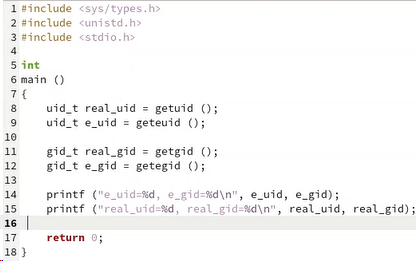 1 #include <sys/types.h>
2 #include <unistd.h>
3 #include <stdio.h>
4
5 int
6 main ()
7 {
8     uid_t real_uid = getuid ();
9     uid_t e_uid = geteuid ();
10
11     gid_t real_gid = getgid ();
12     gid_t e_gid = getegid ();
13
14     printf ("e_uid=%d, e_gid=%d\n", e_uid, e_gid);
15     printf ("real_uid=%d, real_gid=%d\n", real_uid, real_gid);
16
17     return 0;
18 }